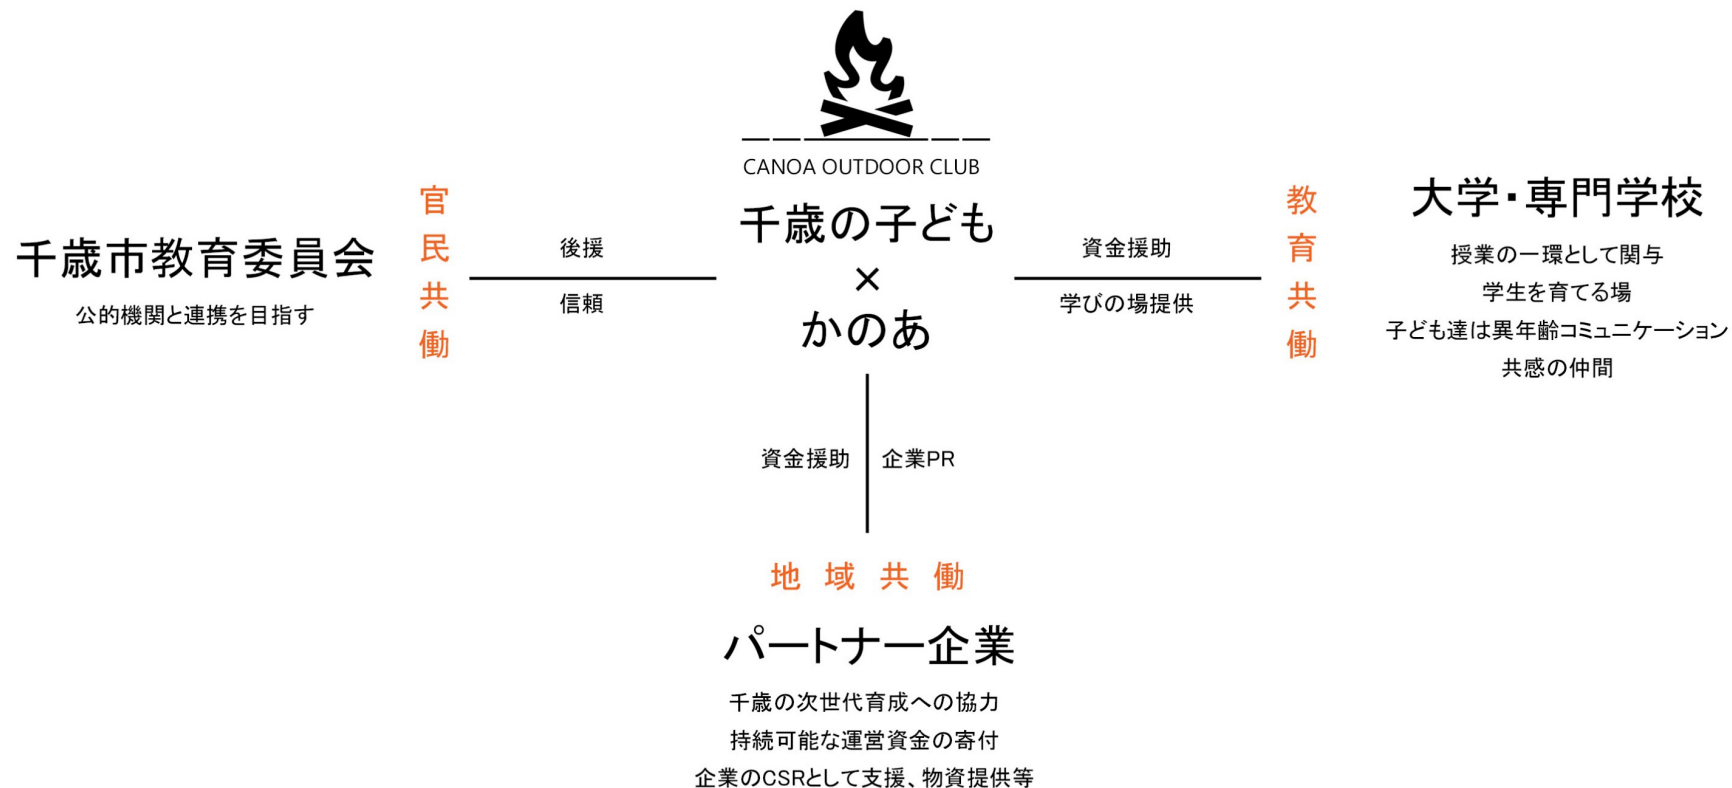 CANOA OUTDOOR CLUB
千歳の子ども
×
かのあ
千歳市教育委員会
公的機関と連携を目指す
官民共働
後援
信頼
資金援助
学びの場提供
教育共働
大学・専門学校
授業の一環として関与
学生を育てる場
子ども達は異年齢コミュニケーション
共感の仲間
資金援助
企業PR
地域共働
パートナー企業
千歳の次世代育成への協力
持続可能な運営資金の寄付
企業のCSRとして支援、物資提供等